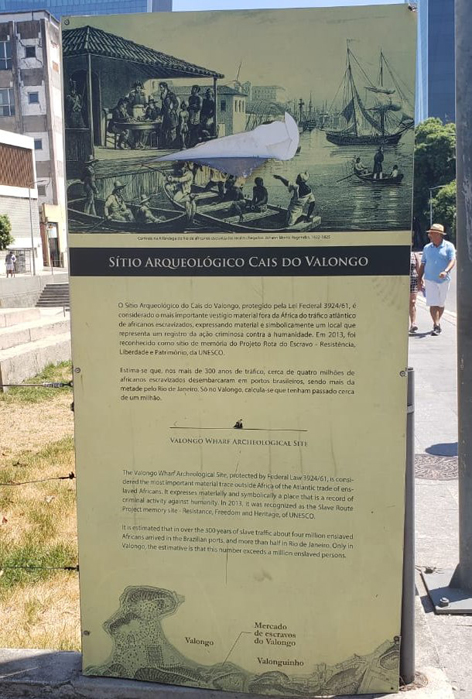 SÍTIO ARQUEOLÓGICO CAIS DO VALONGO
O Sítio Arqueológico do Cais do Valongo, protegido pela Lei Federal 3924/61, é
considerado o mais importante vestígio material fora da África do tráfico atlântico
de africanos escravizados, expressando material e simbolicamente um local que
representa um registro da ação criminosa contra a humanidade. Em 2013, foi
reconhecido como sítio de memória do Projeto Rota do Escravo - Resistência,
Liberdade e Patrimônio, da UNESCO.
Estima-se que, nos mais de 300 anos de tráfico, cerca de quatro milhões de
africanos escravizados desembarcaram em portos brasileiros, sendo mais da
metade pelo Rio de Janeiro. Só no Valongo, calcula-se que tenham passado cerca
de um milhão.
VALONGO WHARF ARCHEOLOGICAL SITE
The Valongo Wharf Archeological Site, protected by Federal Law 3924/61, is consi-
dered the most important material trace outside Africa of the Atlantic trade of ens-
laved Africans. It expresses materially and symbolically a place that is a record of
criminal activity against humanity. In 2013, it was recognized as the Slave Route
Project memory site - Resistance, Freedom and Heritage, of UNESCO.
It is estimated that in over the 300 years of slave traffic about four million enslaved
Africans arrived in the Brazilian ports, and more than half in Rio de Janeiro. Only in
Valongo, the estimative is that this number exceeds a million enslaved persons.
Valongo
Mercado
de escravos
do Valongo
Valonguinho